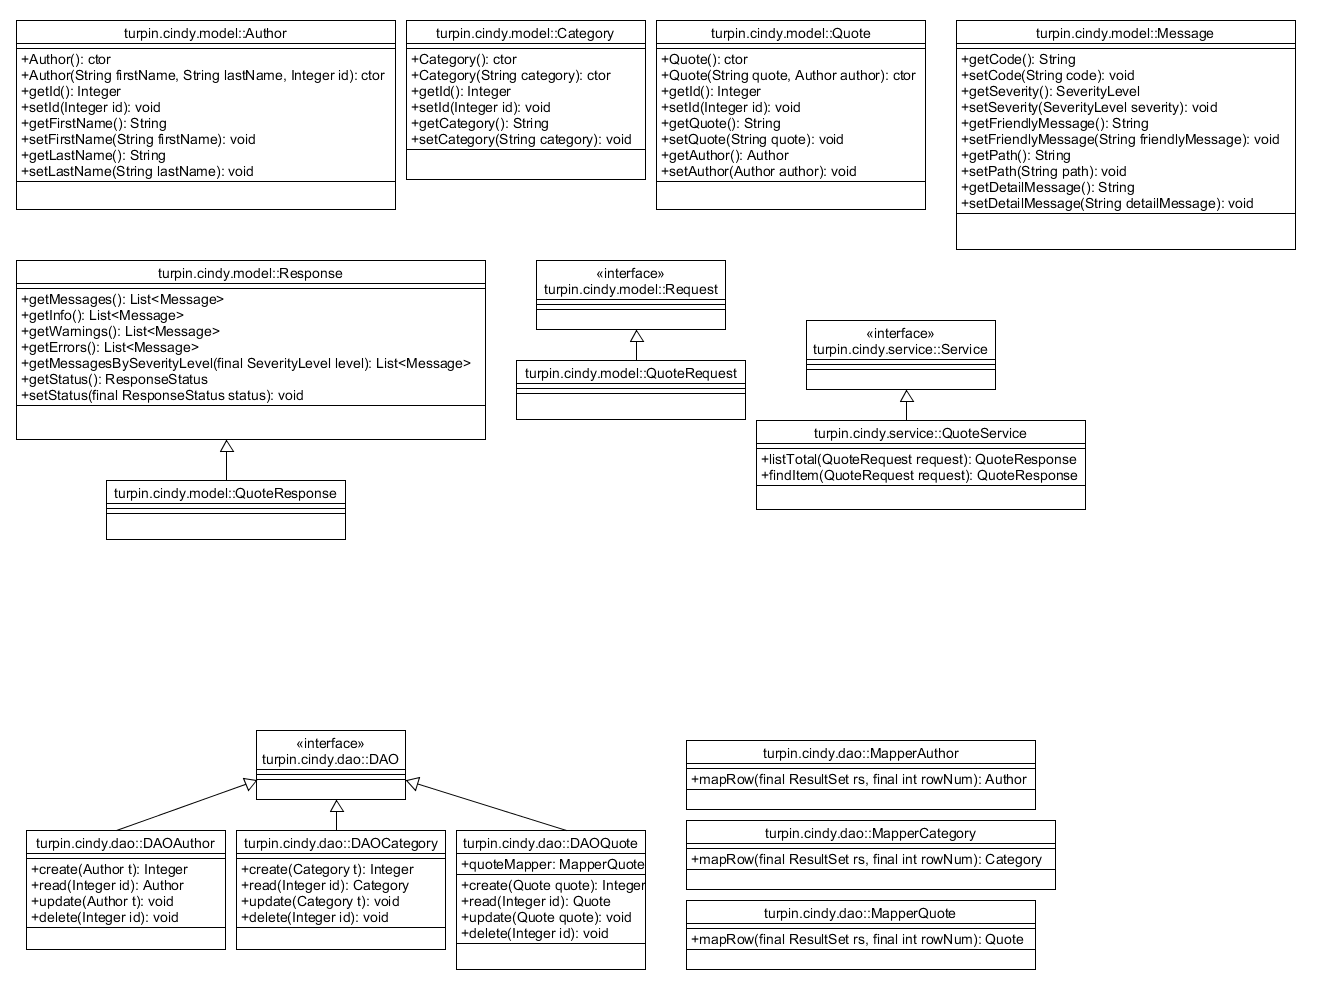 turpin.cindy.model::Author
+Author(): ctor
+Author(String firstName, String lastName, Integer id): ctor
+getId(): Integer
+setId(Integer id): void
+getFirstName(): String
+setFirstName(String firstName): void
+getLastName(): String
+setLastName(String lastName): void
turpin.cindy.model::Category
+Category(): ctor
+Category(String category): ctor
+getId(): Integer
+setId(Integer id): void
+getCategory(): String
+setCategory(String category): void
turpin.cindy.model::Quote
+Quote(): ctor
+Quote(String quote, Author author): ctor
+getId(): Integer
+setId(Integer id): void
+getQuote(): String
+setQuote(String quote): void
+getAuthor(): Author
+setAuthor(Author author): void
turpin.cindy.model::Message
+getCode(): String
+setCode(String code): void
+getSeverity(): SeverityLevel
+setSeverity(SeverityLevel severity): void
+getFriendlyMessage(): String
+setFriendlyMessage(String friendlyMessage): void
+getPath(): String
+setPath(String path): void
+getDetailMessage(): String
+setDetailMessage(String detailMessage): void
turpin.cindy.model::Response
+getMessages(): List<Message>
+getInfo(): List<Message>
+getWarnings(): List<Message>
+getErrors(): List<Message>
+getMessagesBySeverityLevel(final SeverityLevel level): List<Message>
+getStatus(): ResponseStatus
+setStatus(final ResponseStatus status): void
«interface»
turpin.cindy.model::Request
turpin.cindy.model::QuoteRequest
«interface»
turpin.cindy.service::Service
turpin.cindy.service::QuoteService
+listTotal(QuoteRequest request): QuoteResponse
+findItem(QuoteRequest request): QuoteResponse
turpin.cindy.model::QuoteResponse
«interface»
turpin.cindy.dao::DAO
turpin.cindy.dao::DAOAuthor
+create(Author t): Integer
+read(Integer id): Author
+update(Author t): void
+delete(Integer id): void
turpin.cindy.dao::DAOCategory
+create(Category t): Integer
+read(Integer id): Category
+update(Category t): void
+delete(Integer id): void
turpin.cindy.dao::DAOQuote
+quoteMapper: MapperQuote
+create(Quote quote): Integer
+read(Integer id): Quote
+update(Quote quote): void
+delete(Integer id): void
turpin.cindy.dao::MapperAuthor
+mapRow(final ResultSet rs, final int rowNum): Author
turpin.cindy.dao::MapperCategory
+mapRow(final ResultSet rs, final int rowNum): Category
turpin.cindy.dao::MapperQuote
+mapRow(final ResultSet rs, final int rowNum): Quote